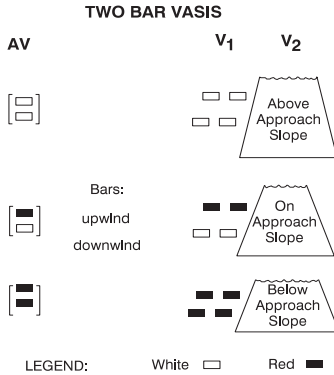 TWO BAR VASIS
AV V1 V2
Above
Approach
Slope
Bars:
upwInd
downwInd
On
Approach
Slope
Below
Approach
Slope
LEGEND: White Red